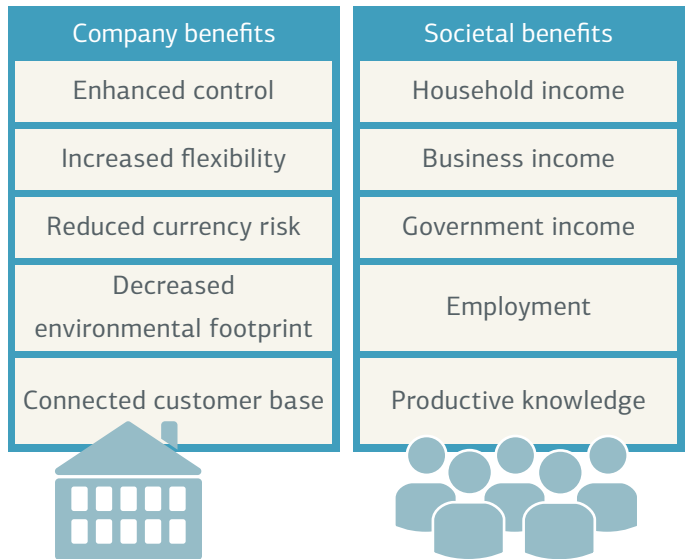 Company benefits
Enhanced control
Increased flexibility
Reduced currency risk
Decreased
environmental footprint
Connected customer base
Societal benefits
Household income
Business income
Government income
Employment
Productive knowledge